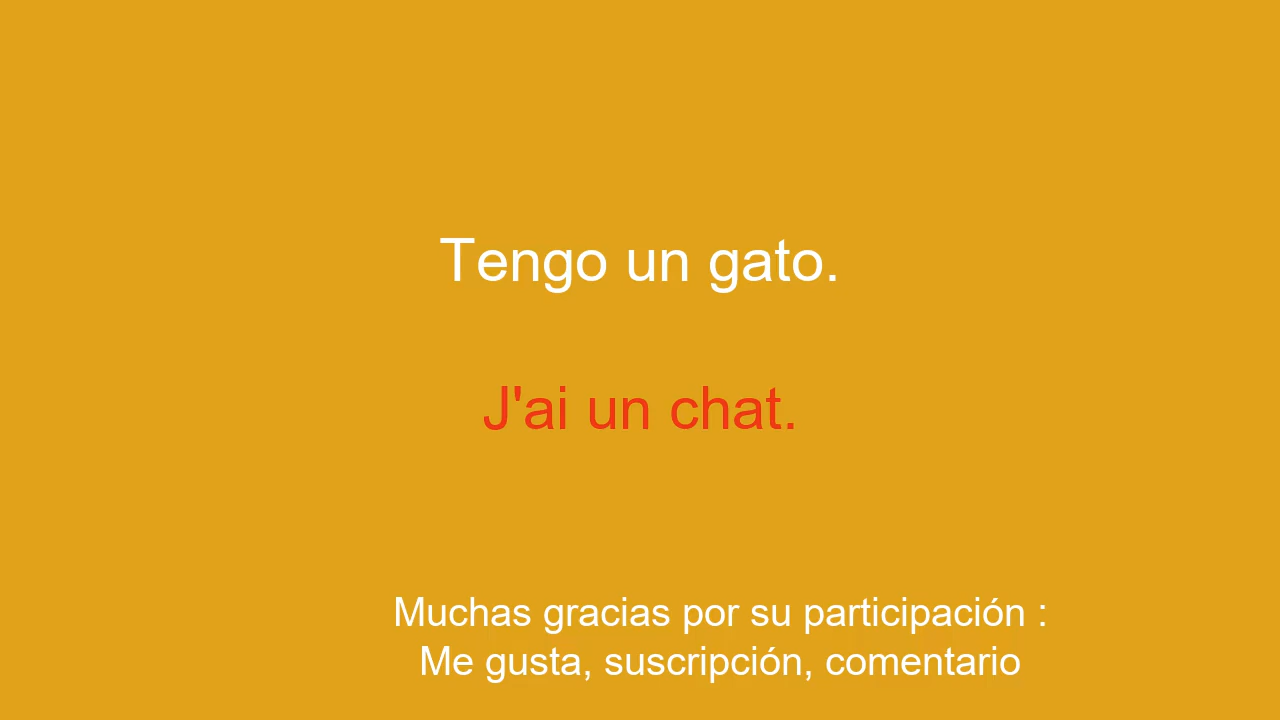 Tengo un gato.
J'ai un chat.
Muchas gracias por su participación :
Me gusta, suscripción, comentario